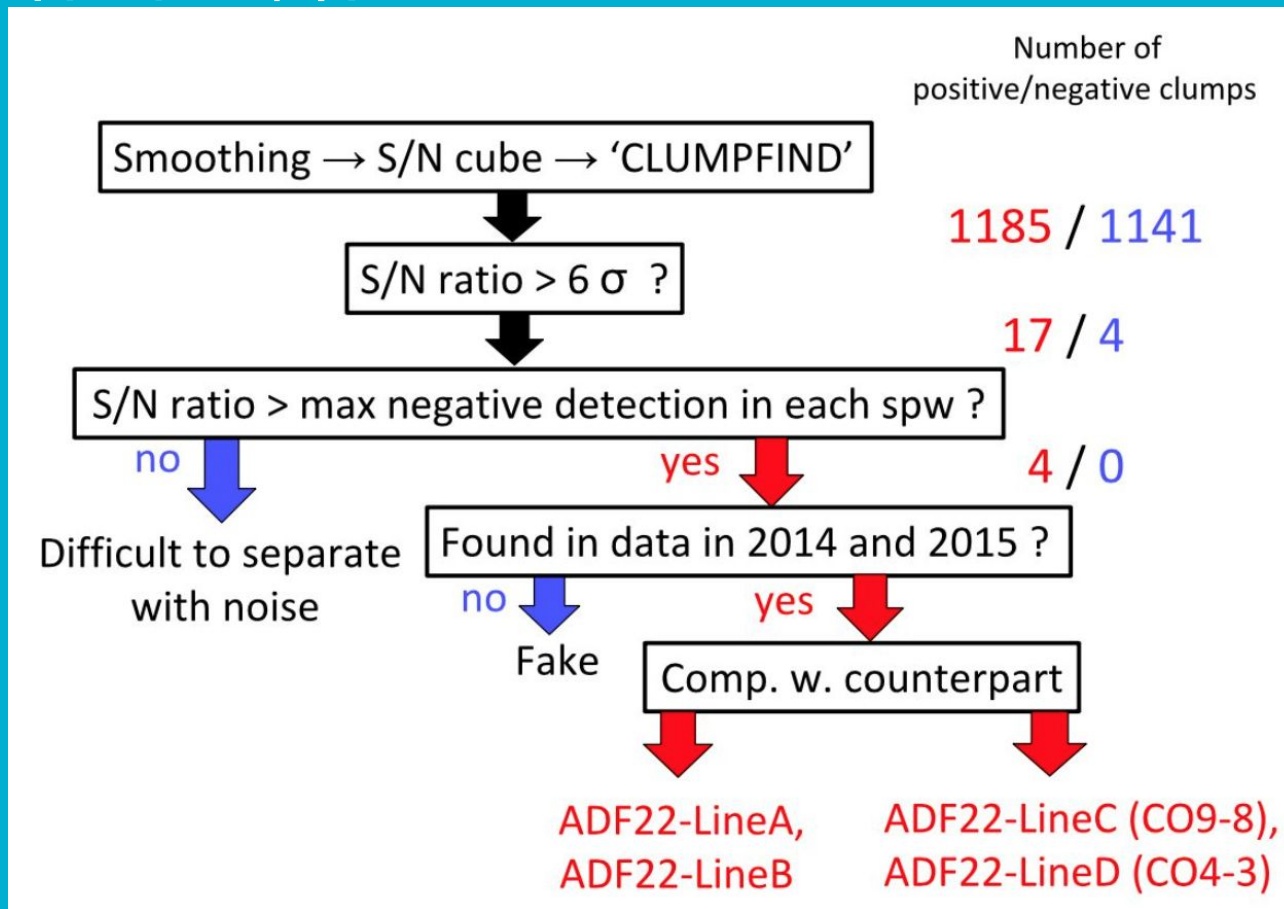 Number of
positive/negative clumps
Smoothing → S/N cube → ‘CLUMPFIND’
1185 / 1141
S/N ratio > 6 σ ?
17 / 4
S/N ratio > max negative detection in each spw ?
no
yes
4 / 0
Difficult to separate
with noise
Found in data in 2014 and 2015 ?
no
yes
Fake
Comp. w. counterpart
ADF22-LineA,
ADF22-LineB
ADF22-LineC (CO9-8),
ADF22-LineD (CO4-3)